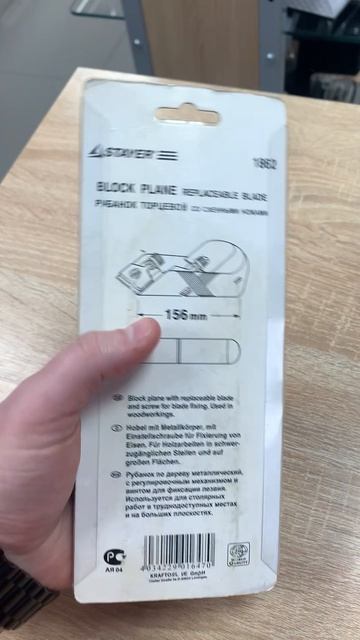 STAYER
1862
BLOCK PLANE REPLACEABLE BLADE
РУБАНОК ТОРЦЕВОЙ СО СМЕННЫМИ НОЖАМИ
156 mm
Block plane with replaceable blade
and screw for blade fixing. Used in
woodworkings.
Hobel mit Metallkörper, mit
Einstellschraube für Fixierung von
Eisen. Für Holzarbeiten in schwer-
zugänglichen Stellen und auf
großen Flächen.
Рубанок по дереву металлический,
с регулировочным механизмом и
винтом для фиксации лезвия.
Используется для столярных
работ в труднодоступных местах
и на больших плоскостях.
АЯ 04
4034229016470
KRAFTOOL I/E GmbH